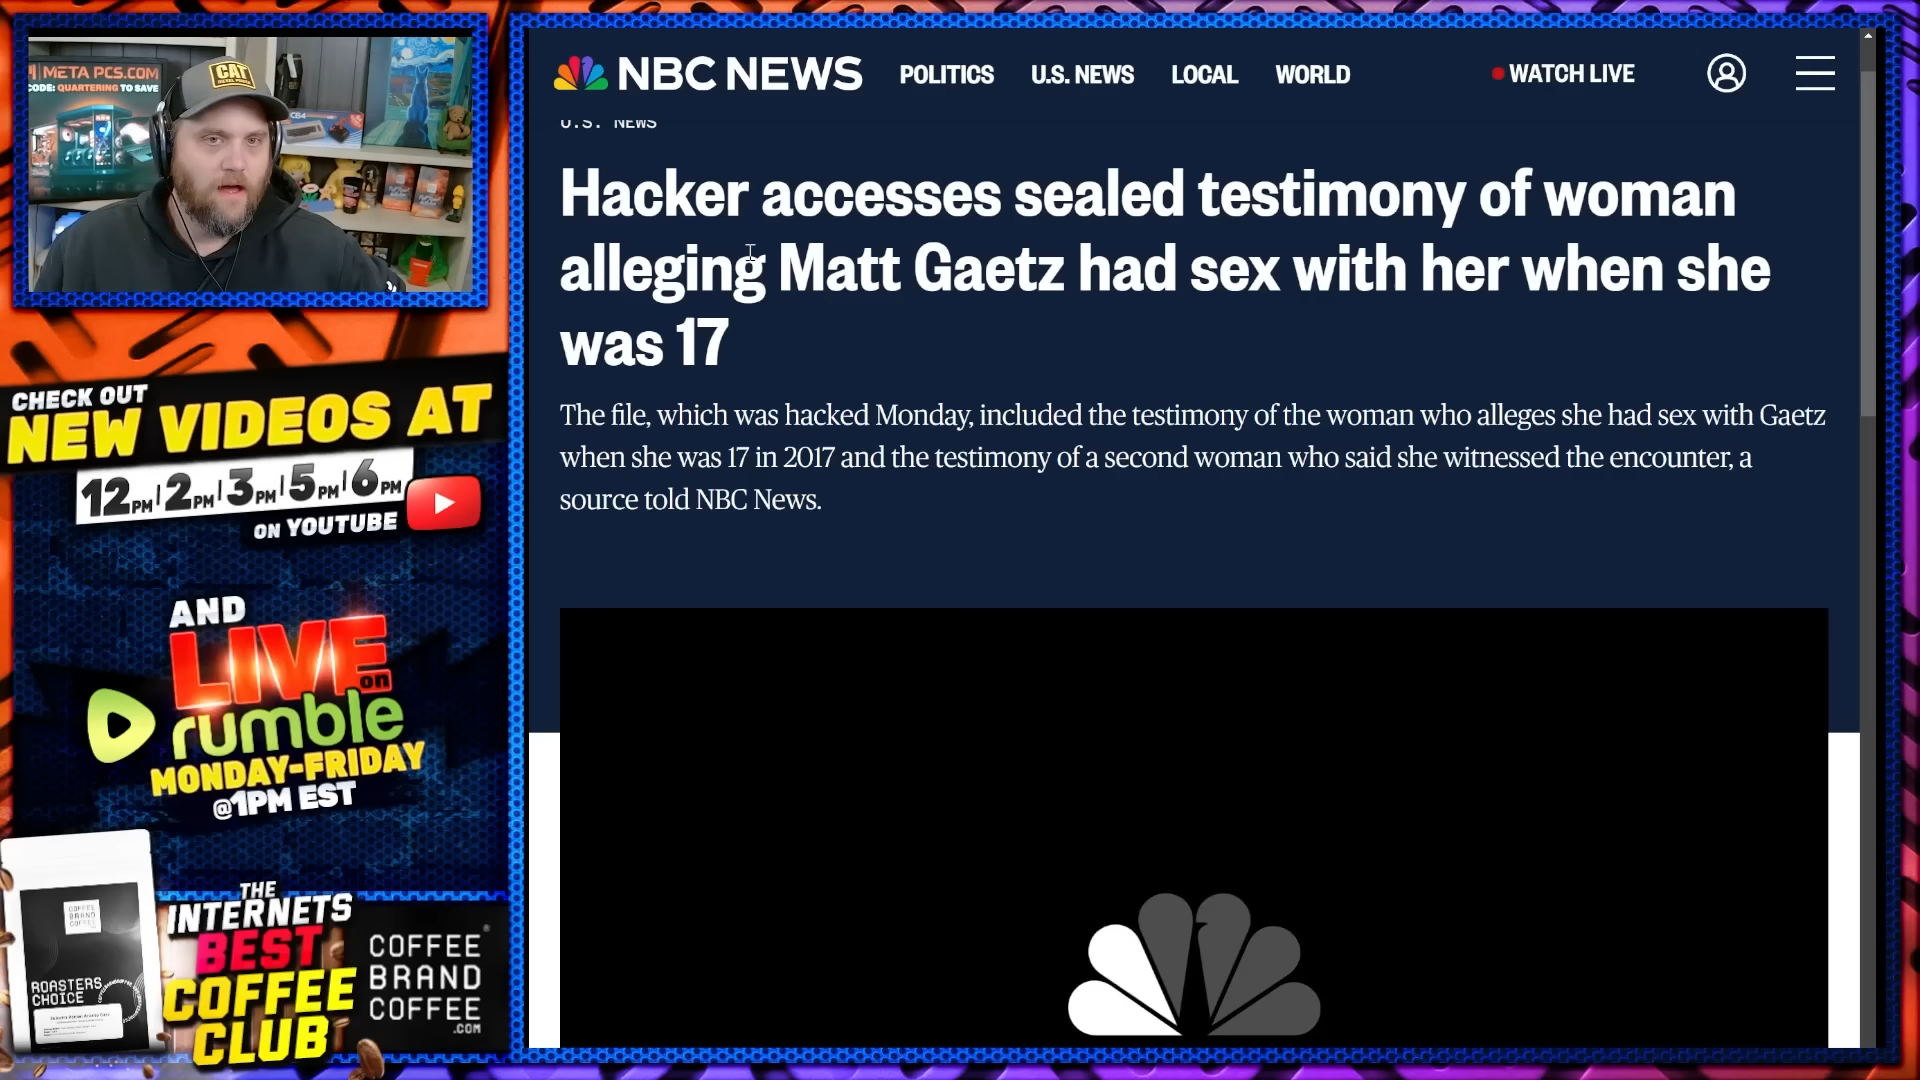 META PCS.COM
CODE: QUARTERING TO SAVE
CAT
C64
CHECK OUT
NEW VIDEOS AT
12PM | 2PM | 3PM | 5PM | 6PM
ON YOUTUBE
AND
LIVE on
rumble
MONDAY-FRIDAY
@1PM EST
COFFEE
BRAND
COFFEE
ROASTERS
CHOICE
THE
INTERNETS
BEST
COFFEE
CLUB
COFFEE
BRAND
COFFEE
.COM
NBC NEWS POLITICS U.S. NEWS LOCAL WORLD WATCH LIVE
U.S. NEWS
Hacker accesses sealed testimony of woman
alleging Matt Gaetz had sex with her when she
was 17
The file, which was hacked Monday, included the testimony of the woman who alleges she had sex with Gaetz
when she was 17 in 2017 and the testimony of a second woman who said she witnessed the encounter, a
source told NBC News.